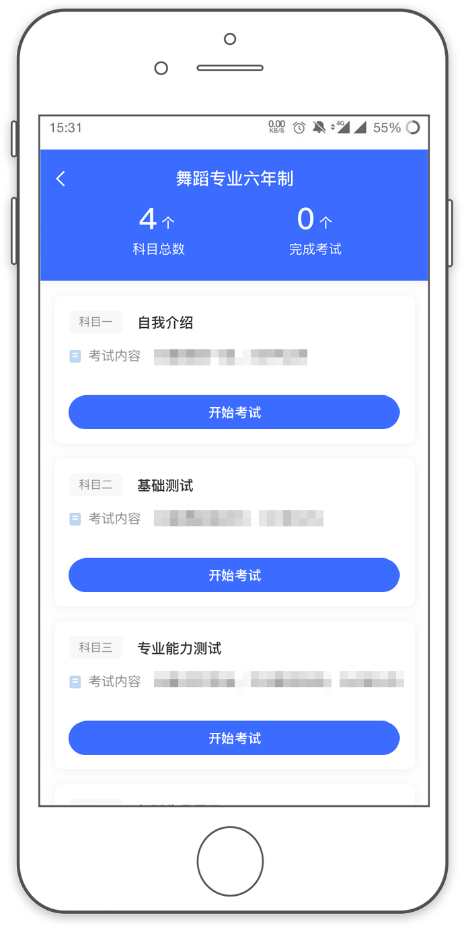 15:31
0.00
KB/S
4G
55%
舞蹈专业六年制
4个
0个
科目总数
完成考试
科目一
自我介绍
考试内容
开始考试
科目二
基础测试
考试内容
开始考试
科目三
专业能力测试
考试内容
开始考试